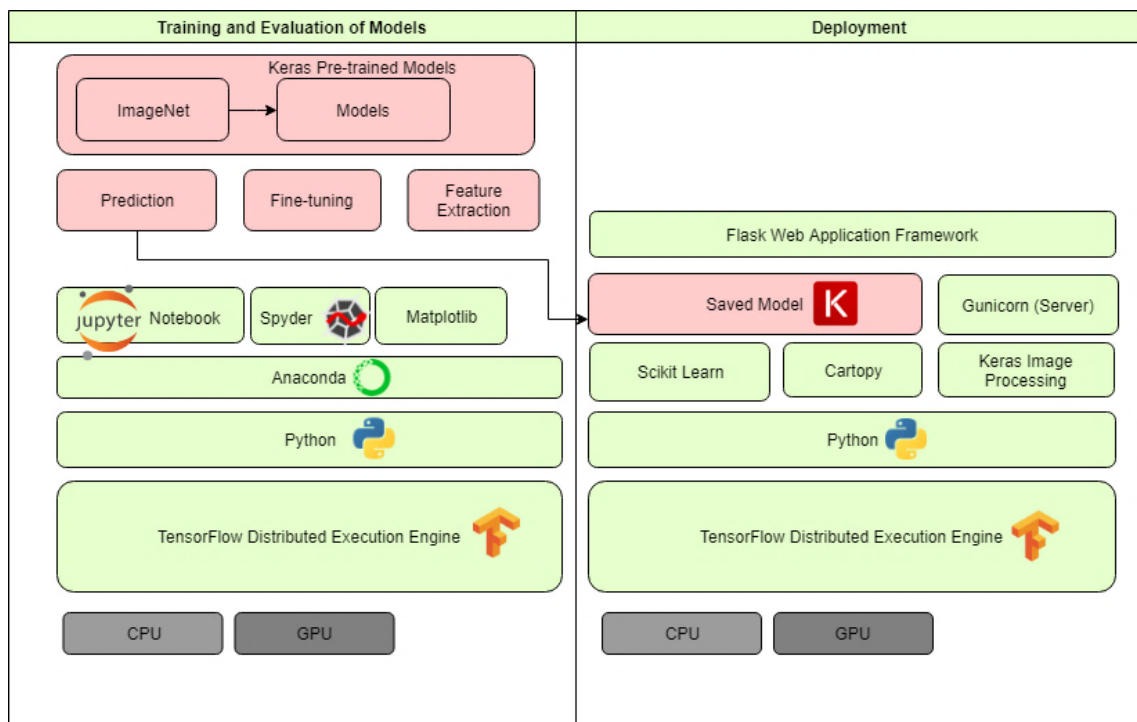 Training and Evaluation of Models
Deployment
Keras Pre-trained Models
ImageNet
Models
Prediction
Fine-tuning
Feature
Extraction
Flask Web Application Framework
Saved Model
K
Gunicorn (Server)
jupyter Notebook
Spyder
Matplotlib
Scikit Learn
Cartopy
Keras Image
Processing
Anaconda
Python
Python
TensorFlow Distributed Execution Engine
TensorFlow Distributed Execution Engine
CPU
GPU
CPU
GPU